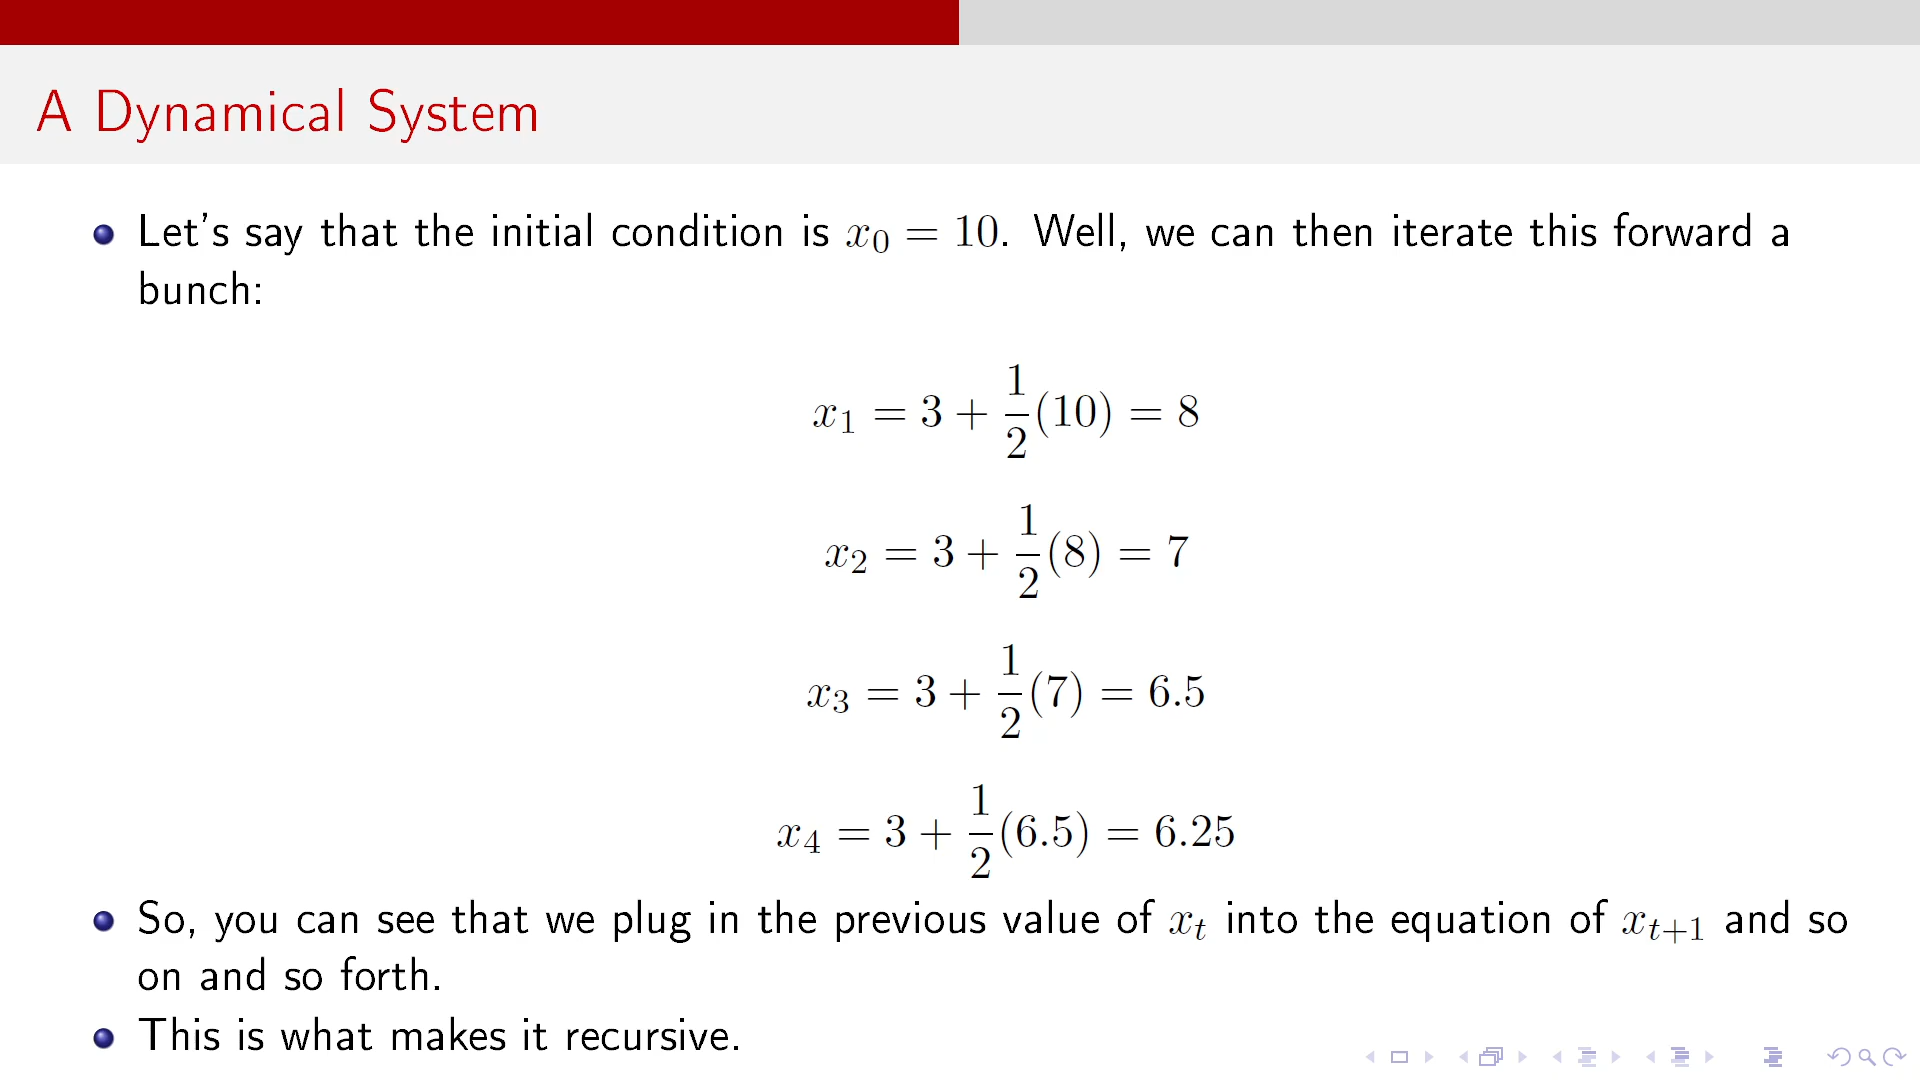 A Dynamical System
Let's say that the initial condition is x₀ = 10. Well, we can then iterate this forward a
bunch:
x₁ = 3 + 1/2(10) = 8
x₂ = 3 + 1/2(8) = 7
x₃ = 3 + 1/2(7) = 6.5
x₄ = 3 + 1/2(6.5) = 6.25
So, you can see that we plug in the previous value of xₜ into the equation of xₜ₊₁ and so
on and so forth.
This is what makes it recursive.